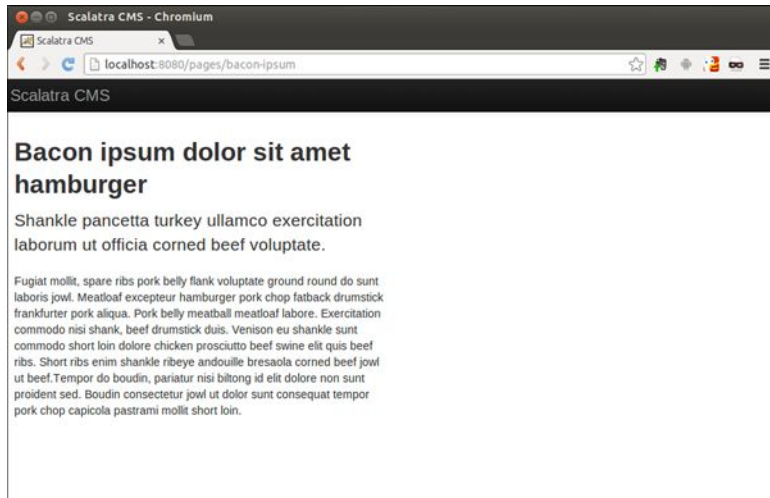 Scalatra CMS - Chromium
Scalatra CMS
localhost:8080/pages/bacon-ipsum
Scalatra CMS
Bacon ipsum dolor sit amet
hamburger
Shankle pancetta turkey ullamco exercitation
laborum ut officia corned beef voluptate.
Fugiat mollit, spare ribs pork belly flank voluptate ground round do sunt
laboris jowl. Meatloaf excepteur hamburger pork chop fatback drumstick
frankfurter pork aliqua. Pork belly meatball meatloaf labore. Exercitation
commodo nisi shank, beef drumstick duis. Venison eu shankle sunt
commodo short loin dolore chicken prosciutto beef swine elit quis beef
ribs. Short ribs enim shankle ribeye andouille bresaola corned beef jowl
ut beef.Tempor do boudin, pariatur nisi biltong id elit dolore non sunt
proident sed. Boudin consectetur jowl ut dolor sunt consequat tempor
pork chop capicola pastrami mollit short loin.